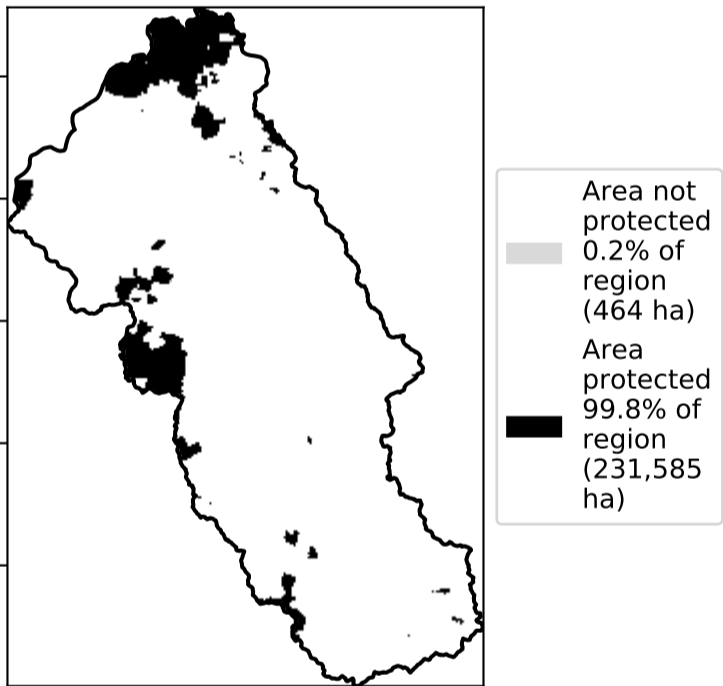 Area not
protected
0.2% of
region
(464 ha)
Area
protected
99.8% of
region
(231,585
ha)